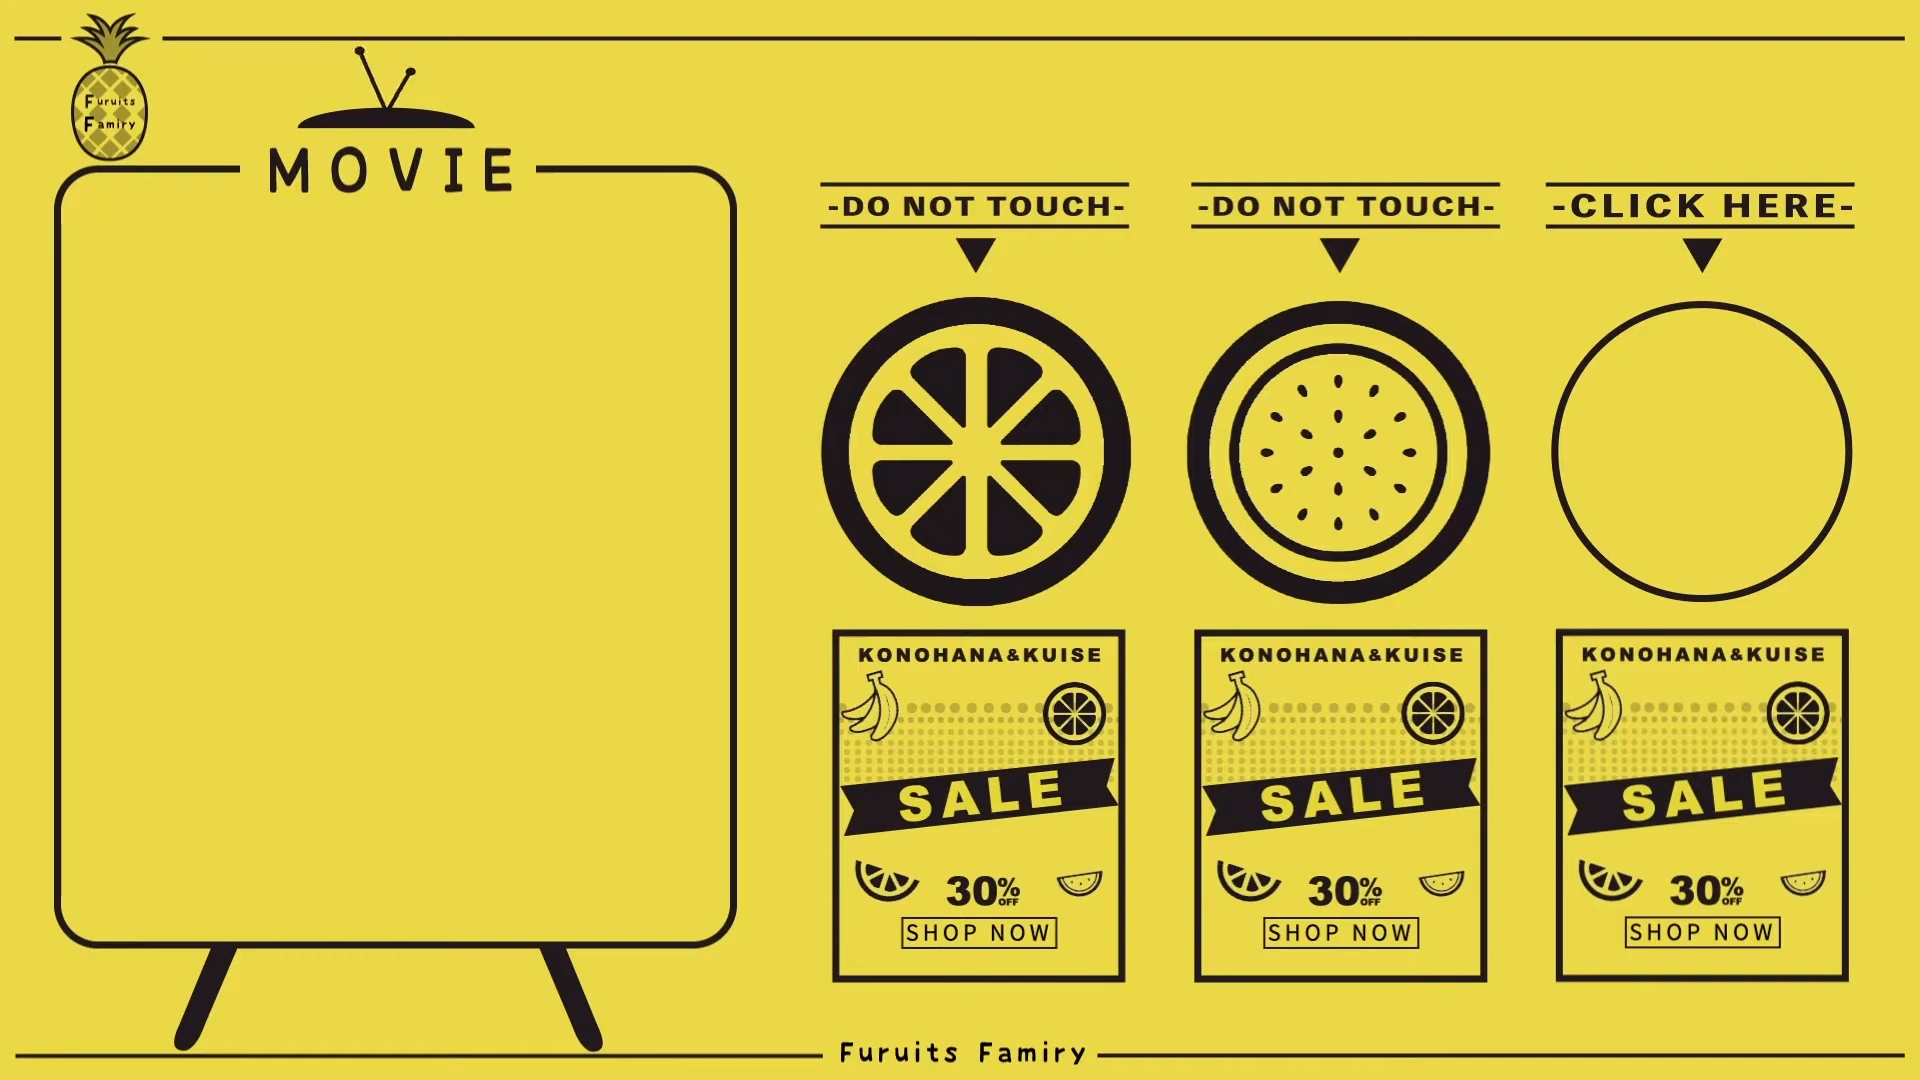 Furuits
Famiry
MOVIE
-DO NOT TOUCH-
-DO NOT TOUCH-
-CLICK HERE-
KONOHANA&KUISE
SALE
30% OFF
SHOP NOW
KONOHANA&KUISE
SALE
30% OFF
SHOP NOW
KONOHANA&KUISE
SALE
30% OFF
SHOP NOW
Furuits Famiry